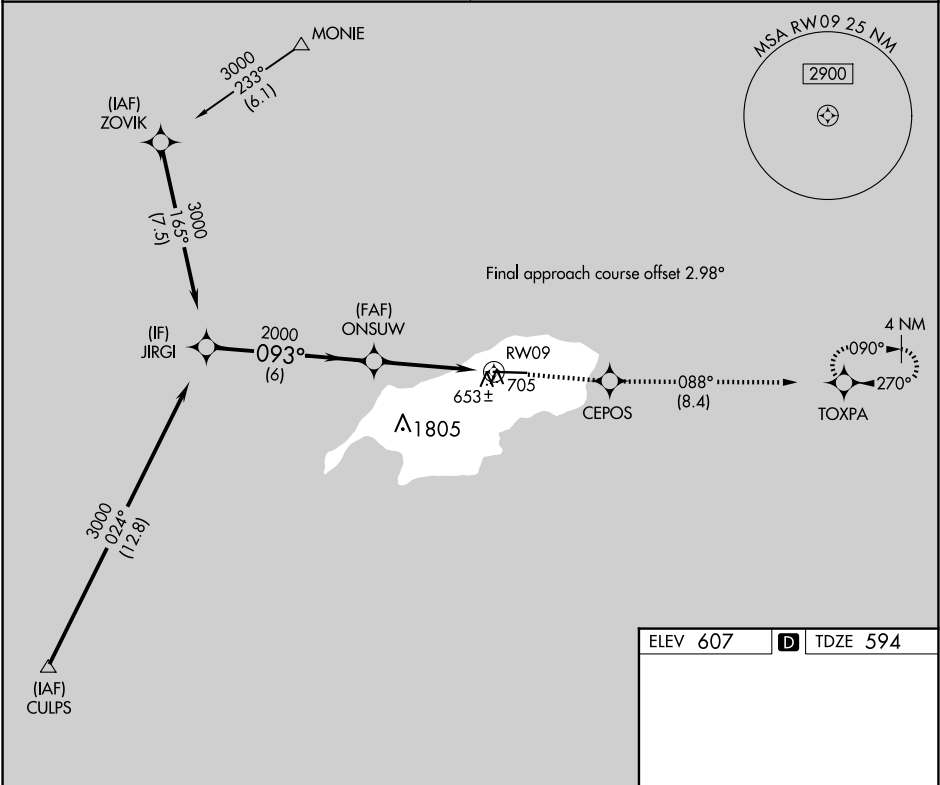 MONIE
3000
233°
(6.1)
MSA RW09 25 NM
2900
(IAF)
ZOVIK
3000
165°
(7.5)
Final approach course offset 2.98°
(IF)
JIRGI
2000
093°
(6)
(FAF)
ONSUW
RW09
653±
705
1805
CEPOS
088°
(8.4)
4 NM
090°
270°
TOXPA
3000
024°
(12.8)
(IAF)
CULPS
ELEV 607 D TDZE 594